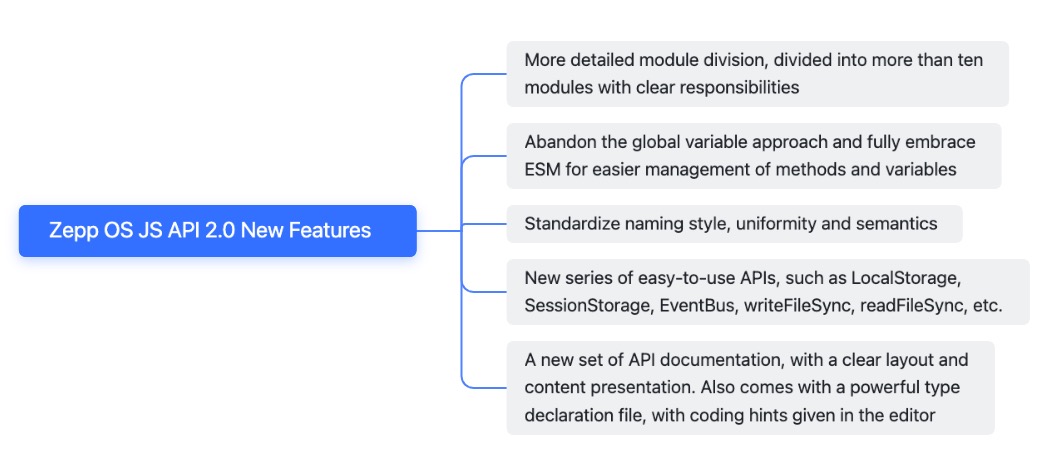 Zepp OS JS API 2.0 New Features
More detailed module division, divided into more than ten
modules with clear responsibilities
Abandon the global variable approach and fully embrace
ESM for easier management of methods and variables
Standardize naming style, uniformity and semantics
New series of easy-to-use APIs, such as LocalStorage,
SessionStorage, EventBus, writeFileSync, readFileSync, etc.
A new set of API documentation, with a clear layout and
content presentation. Also comes with a powerful type
declaration file, with coding hints given in the editor